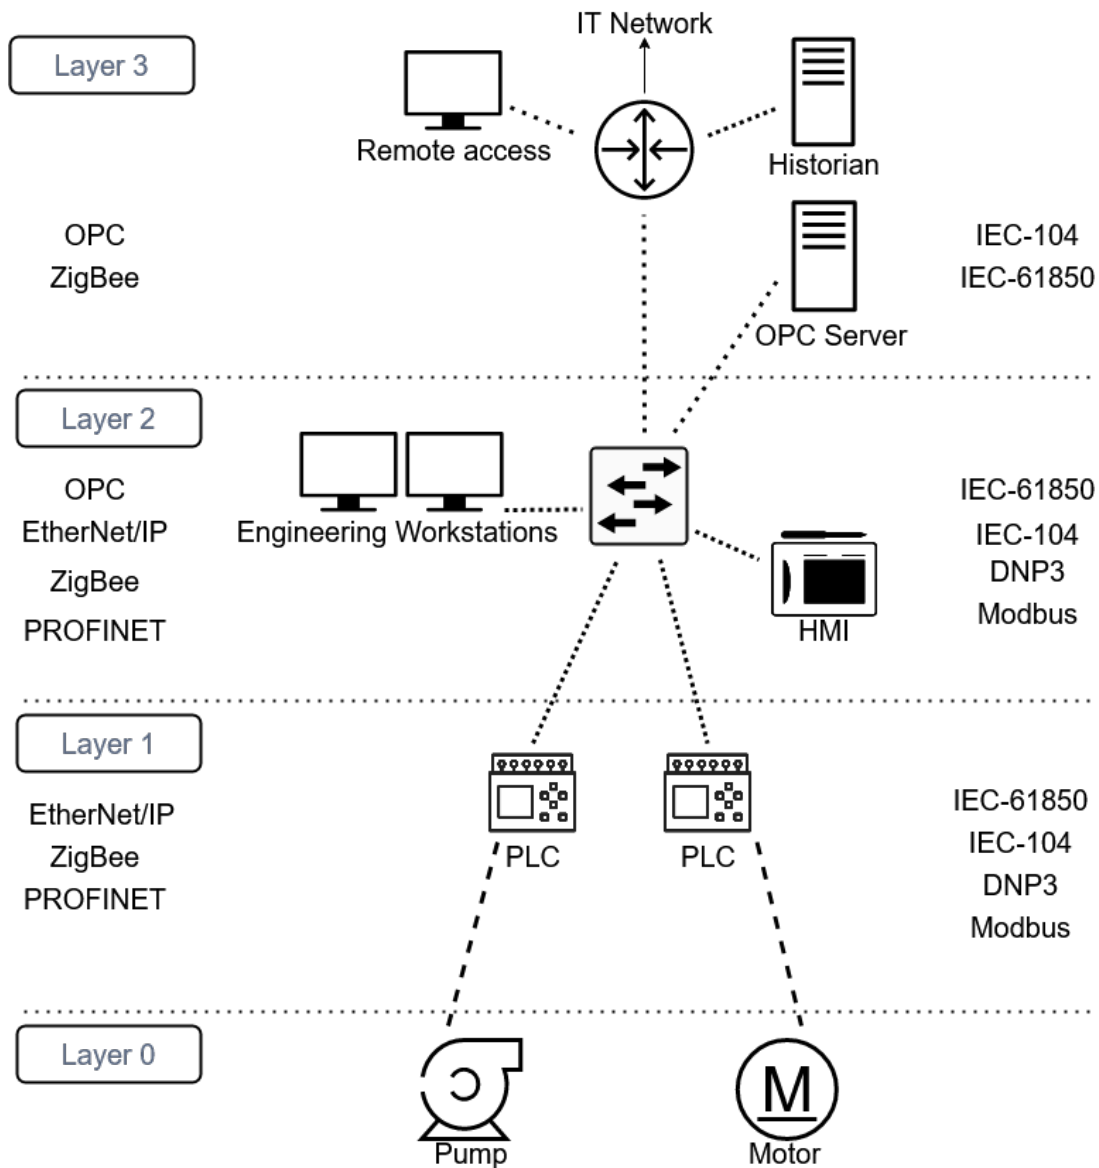 IT Network
Layer 3
Remote access
Historian
OPC
IEC-104
ZigBee
IEC-61850
OPC Server
Layer 2
OPC
IEC-61850
EtherNet/IP
Engineering Workstations
IEC-104
ZigBee
DNP3
PROFINET
HMI
Modbus
Layer 1
EtherNet/IP
IEC-61850
ZigBee
PLC
PLC
IEC-104
PROFINET
DNP3
Modbus
Layer 0
M
Pump
Motor